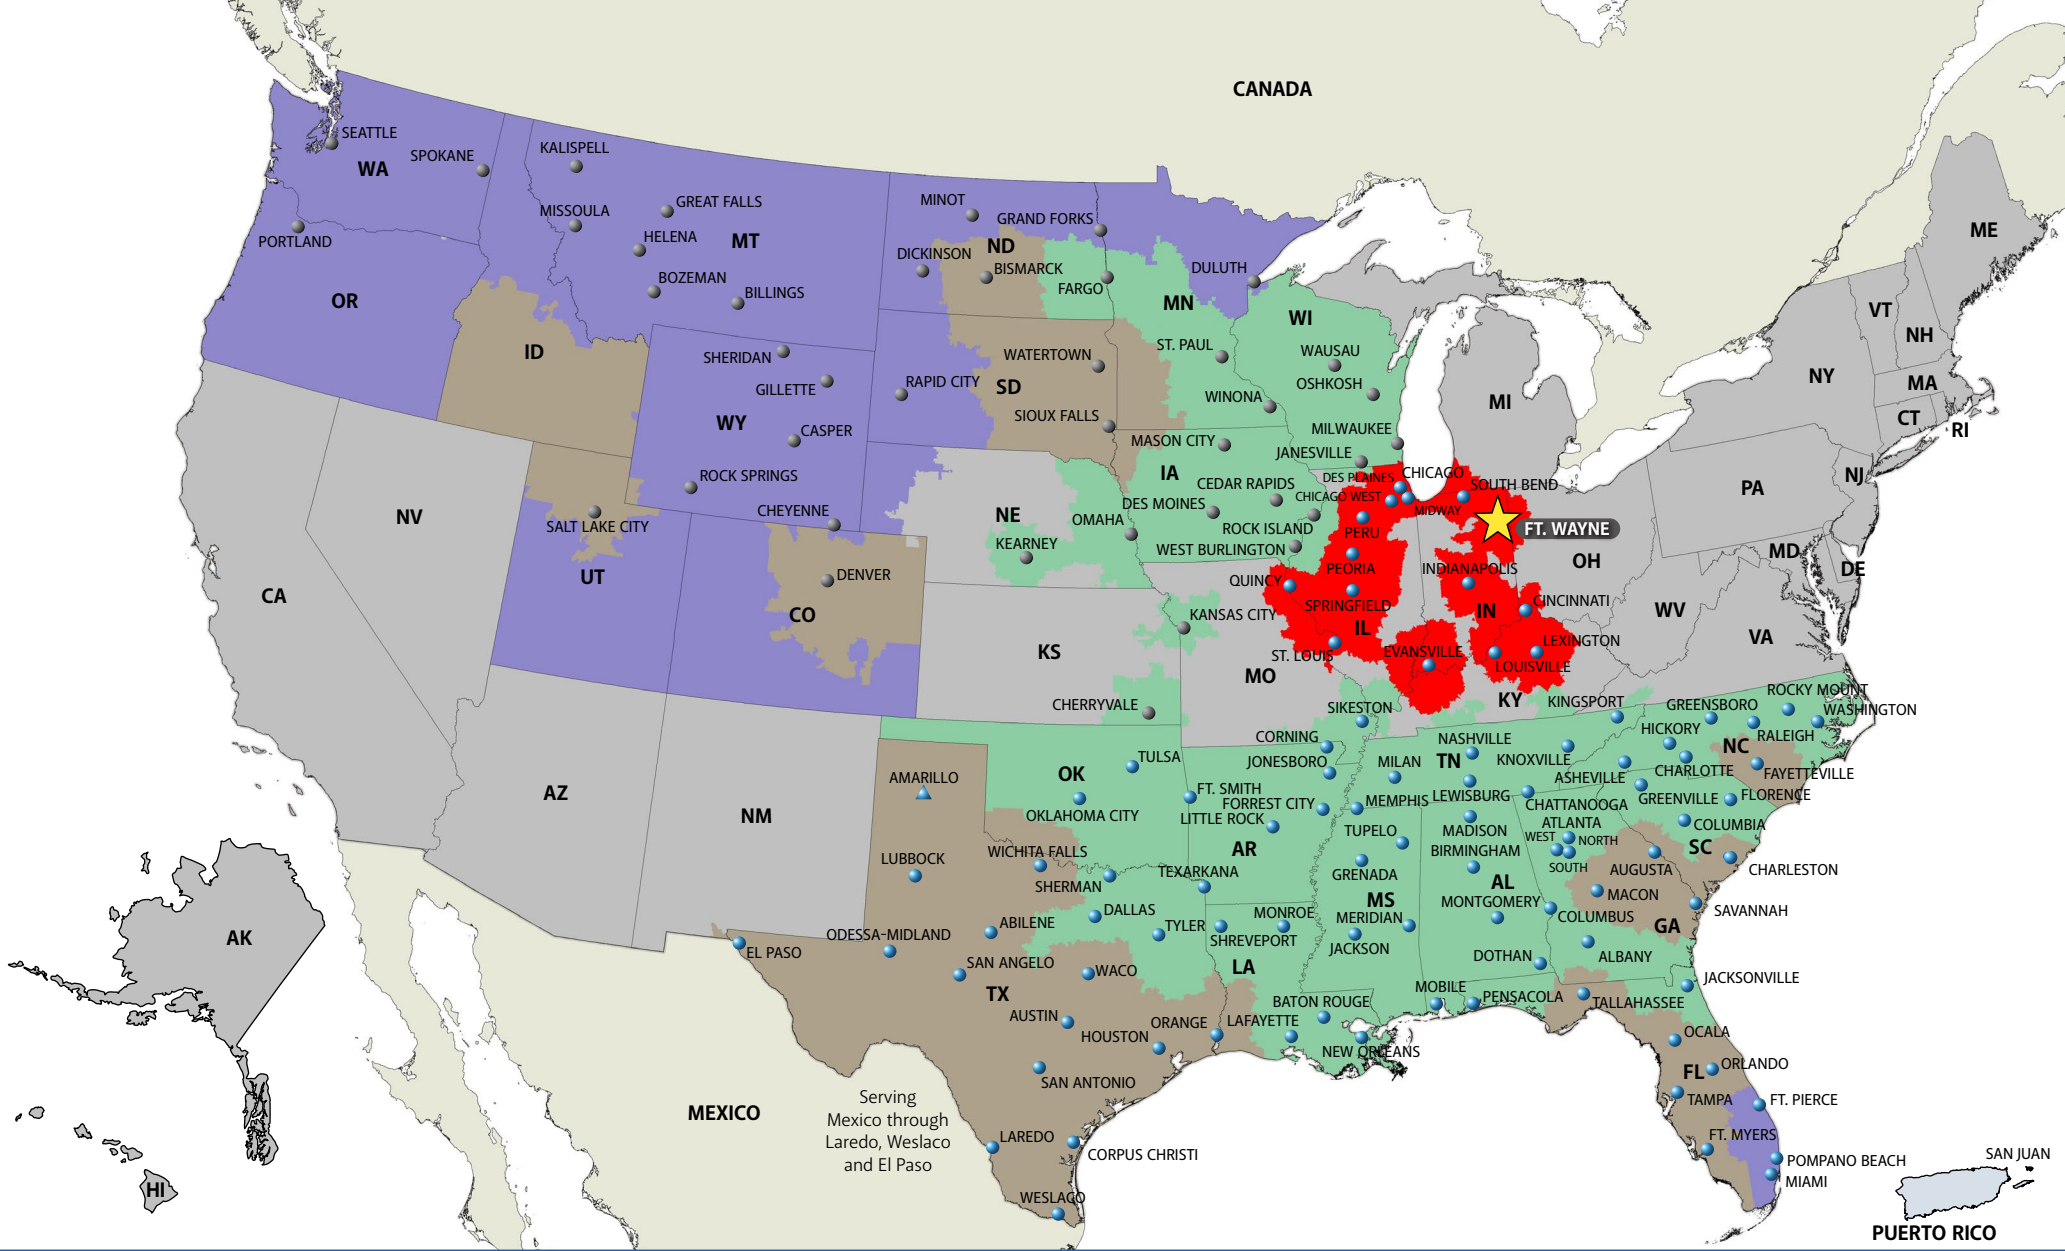 CANADA
SEATTLE
SPOKANE
WA
PORTLAND
OR
KALISPELL
MISSOULA
GREAT FALLS
HELENA
MT
BOZEMAN
BILLINGS
ID
MINOT
GRAND FORKS
ND
DICKINSON
BISMARCK
FARGO
DULUTH
MN
WI
ST. PAUL
WAUSAU
OSHKOSH
WINONA
MILWAUKEE
JANESVILLE
SHERIDAN
GILLETTE
WY
CASPER
ROCK SPRINGS
CHEYENNE
WATERTOWN
RAPID CITY
SD
SIOUX FALLS
MASON CITY
IA
CEDAR RAPIDS
DES MOINES
ROCK ISLAND
WEST BURLINGTON
NE
OMAHA
KEARNEY
NV
CA
SALT LAKE CITY
UT
DENVER
CO
KS
KANSAS CITY
CHERRYVALE
MO
DES PLAINES
CHICAGO
CHICAGO WEST
MIDWAY
SOUTH BEND
FT. WAYNE
PERU
PEORIA
QUINCY
SPRINGFIELD
IL
ST. LOUIS
INDIANAPOLIS
IN
CINCINNATI
EVANSVILLE
LEXINGTON
LOUISVILLE
KY
MI
OH
ME
VT
NH
NY
MA
CT
RI
PA
NJ
MD
DE
WV
VA
SIKESTON
CORNING
JONESBORO
KINGSPORT
NASHVILLE
TN
KNOXVILLE
MILAN
MEMPHIS
LEWISBURG
CHATTANOOGA
ROCKY MOUNT
GREENSBORO
WASHINGTON
HICKORY
RALEIGH
NC
ASHEVILLE
CHARLOTTE
FAYETTEVILLE
GREENVILLE
FLORENCE
COLUMBIA
SC
CHARLESTON
AZ
NM
AMARILLO
OK
TULSA
OKLAHOMA CITY
FT. SMITH
FORREST CITY
LITTLE ROCK
AR
LUBBOCK
WICHITA FALLS
SHERMAN
TEXARKANA
DALLAS
TYLER
ABILENE
ODESSA-MIDLAND
EL PASO
SAN ANGELO
WACO
TX
AUSTIN
HOUSTON
ORANGE
SAN ANTONIO
LAREDO
CORPUS CHRISTI
WESLACO
MONROE
SHREVEPORT
LA
BATON ROUGE
LAFAYETTE
NEW ORLEANS
TUPELO
GRENADA
MS
MERIDIAN
JACKSON
MADISON
BIRMINGHAM
AL
MONTGOMERY
DOTHAN
MOBILE
PENSACOLA
ATLANTA
WEST
NORTH
SOUTH
AUGUSTA
MACON
SAVANNAH
COLUMBUS
GA
ALBANY
JACKSONVILLE
TALLAHASSEE
OCALA
ORLANDO
FL
TAMPA
FT. PIERCE
FT. MYERS
POMPANO BEACH
MIAMI
AK
HI
MEXICO
Serving
Mexico through
Laredo, Weslaco
and El Paso
SAN JUAN
PUERTO RICO